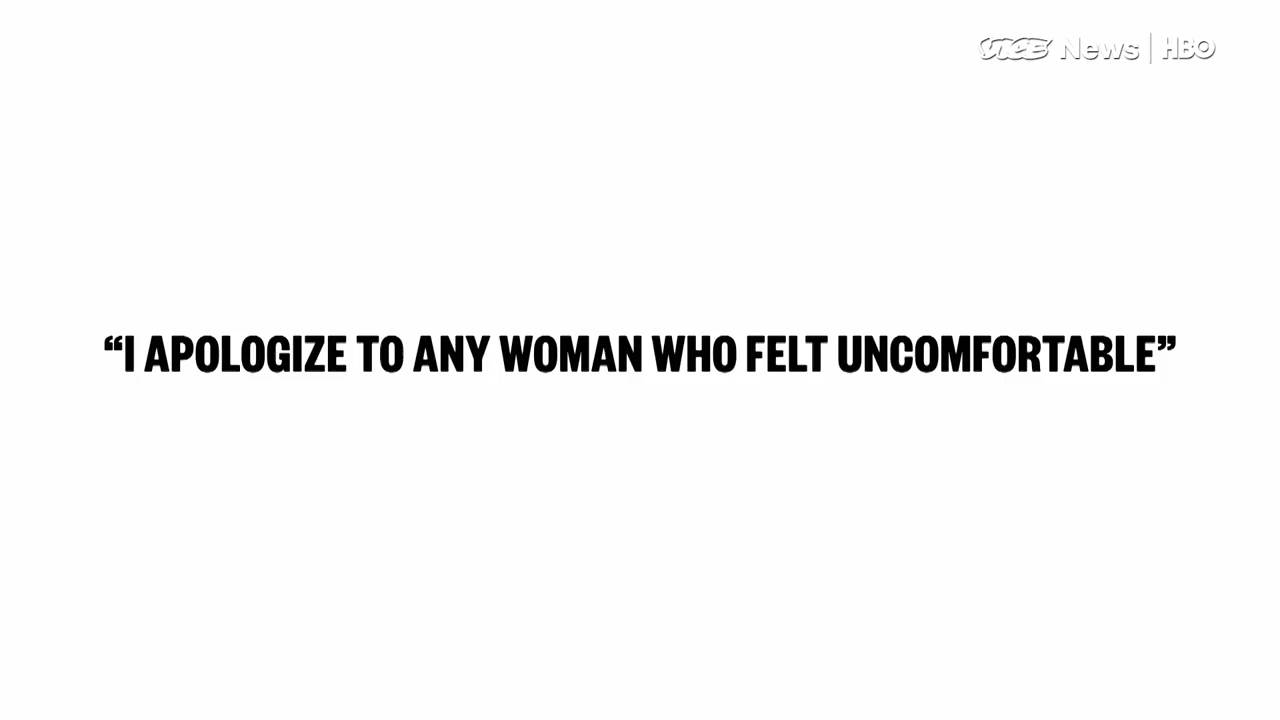 VICE News | HBO
“I APOLOGIZE TO ANY WOMAN WHO FELT UNCOMFORTABLE”